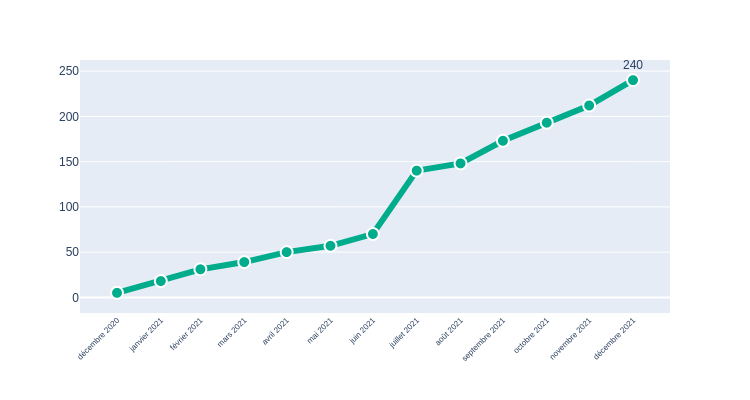 240
250
200
150
100
50
0
décembre 2020
janvier 2021
février 2021
mars 2021
avril 2021
mai 2021
juin 2021
juillet 2021
août 2021
septembre 2021
octobre 2021
novembre 2021
décembre 2021